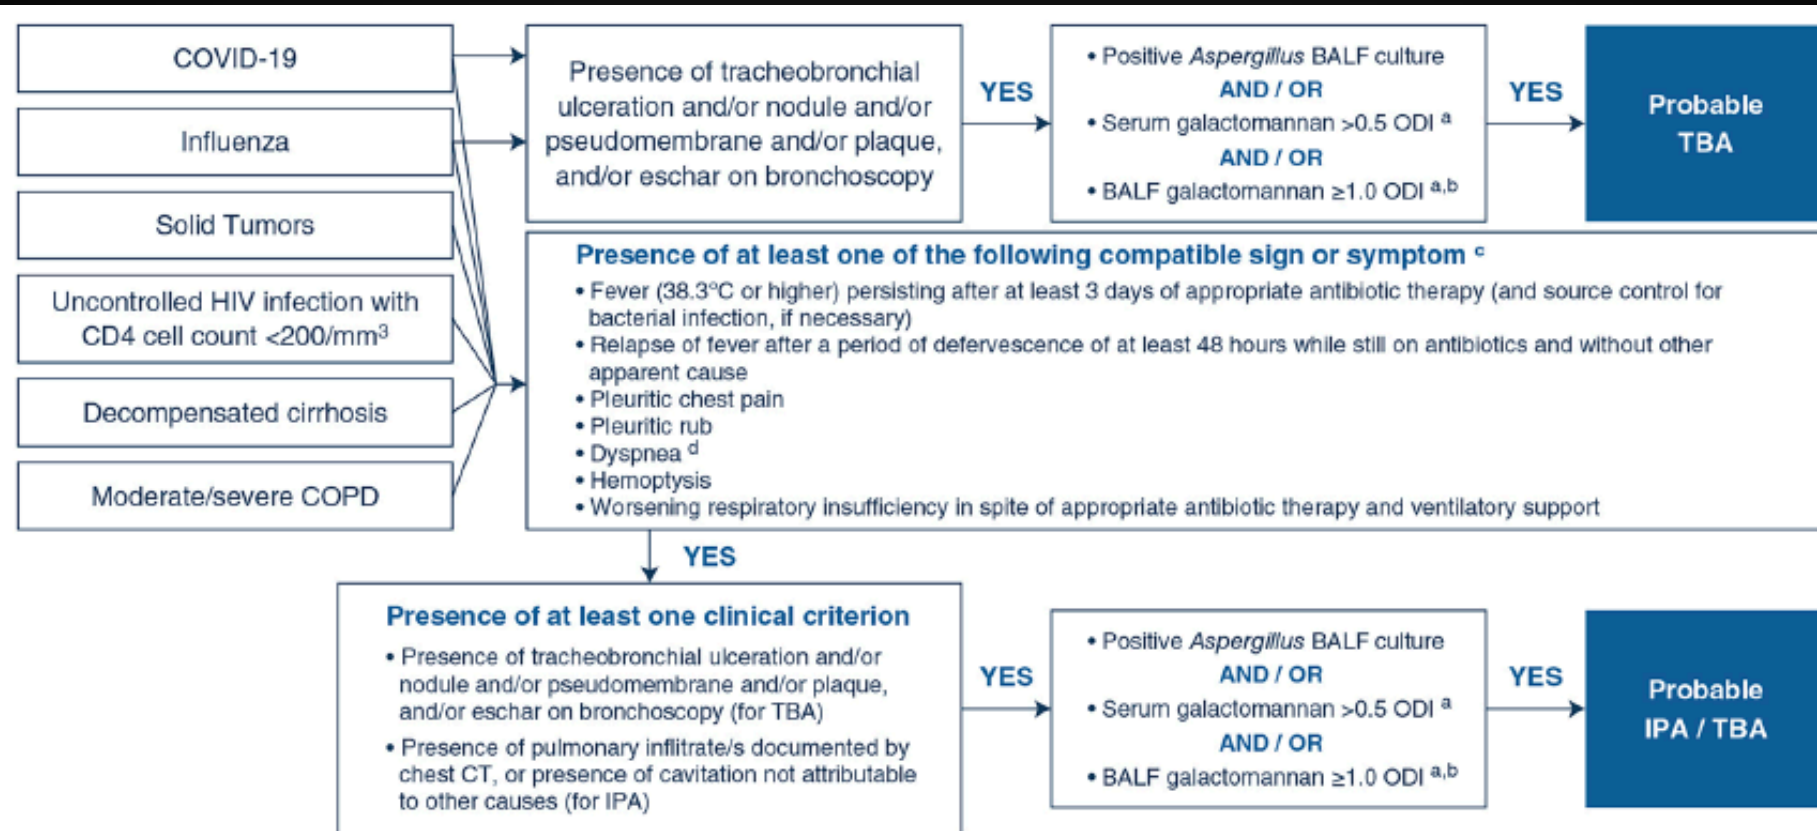 COVID-19
Influenza
Solid Tumors
Uncontrolled HIV infection with
CD4 cell count <200/mm³
Decompensated cirrhosis
Moderate/severe COPD
Presence of tracheobronchial
ulceration and/or nodule and/or
pseudomembrane and/or plaque,
and/or eschar on bronchoscopy
YES
• Positive Aspergillus BALF culture
AND / OR
• Serum galactomannan >0.5 ODI a
AND / OR
• BALF galactomannan ≥1.0 ODI a,b
YES
Probable
TBA
Presence of at least one of the following compatible sign or symptom c
• Fever (38.3°C or higher) persisting after at least 3 days of appropriate antibiotic therapy (and source control for
bacterial infection, if necessary)
• Relapse of fever after a period of defervescence of at least 48 hours while still on antibiotics and without other
apparent cause
• Pleuritic chest pain
• Pleuritic rub
• Dyspnea d
• Hemoptysis
• Worsening respiratory insufficiency in spite of appropriate antibiotic therapy and ventilatory support
YES
Presence of at least one clinical criterion
• Presence of tracheobronchial ulceration and/or
nodule and/or pseudomembrane and/or plaque,
and/or eschar on bronchoscopy (for TBA)
• Presence of pulmonary inflitrate/s documented by
chest CT, or presence of cavitation not attributable
to other causes (for IPA)
YES
• Positive Aspergillus BALF culture
AND / OR
• Serum galactomannan >0.5 ODI a
AND / OR
• BALF galactomannan ≥1.0 ODI a,b
YES
Probable
IPA / TBA